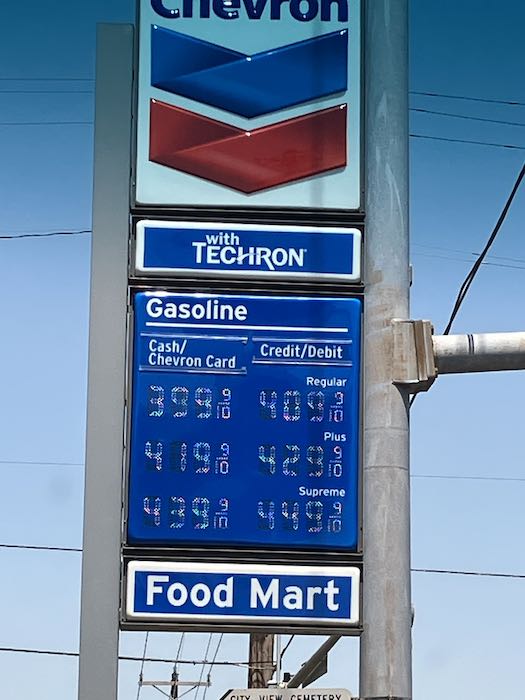 Chevron
with
TECHRON
Gasoline
Cash/
Chevron Card
Credit/Debit
Regular
399 9/10 409 9/10
Plus
419 9/10 429 9/10
Supreme
439 9/10 449 9/10
Food Mart
CITY VIEW CEMETERY